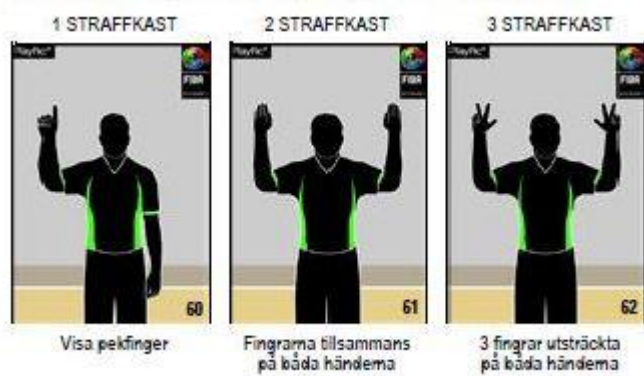 1 STRAFFKAST
2 STRAFFKAST
3 STRAFFKAST
FIBA
FIBA
FIBA
60
61
62
Visa pekfinger
Fingrarna tillsammans
på båda händerna
3 fingrar utsträckta
på båda händerna